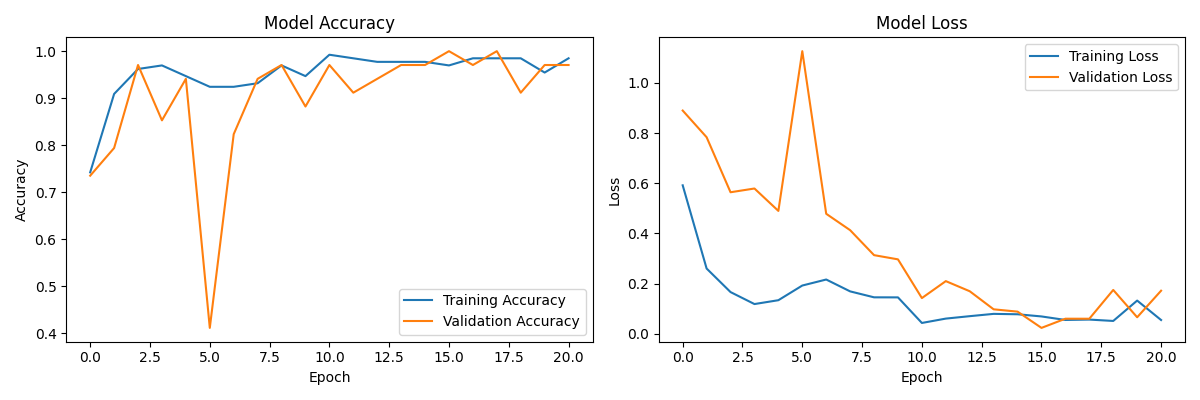 Model Accuracy
1.0
0.9
0.8
0.7
0.6
0.5
0.4
Accuracy
0.0 2.5 5.0 7.5 10.0 12.5 15.0 17.5 20.0
Epoch
Training Accuracy
Validation Accuracy
Model Loss
1.0
0.8
0.6
0.4
0.2
0.0
Loss
0.0 2.5 5.0 7.5 10.0 12.5 15.0 17.5 20.0
Epoch
Training Loss
Validation Loss